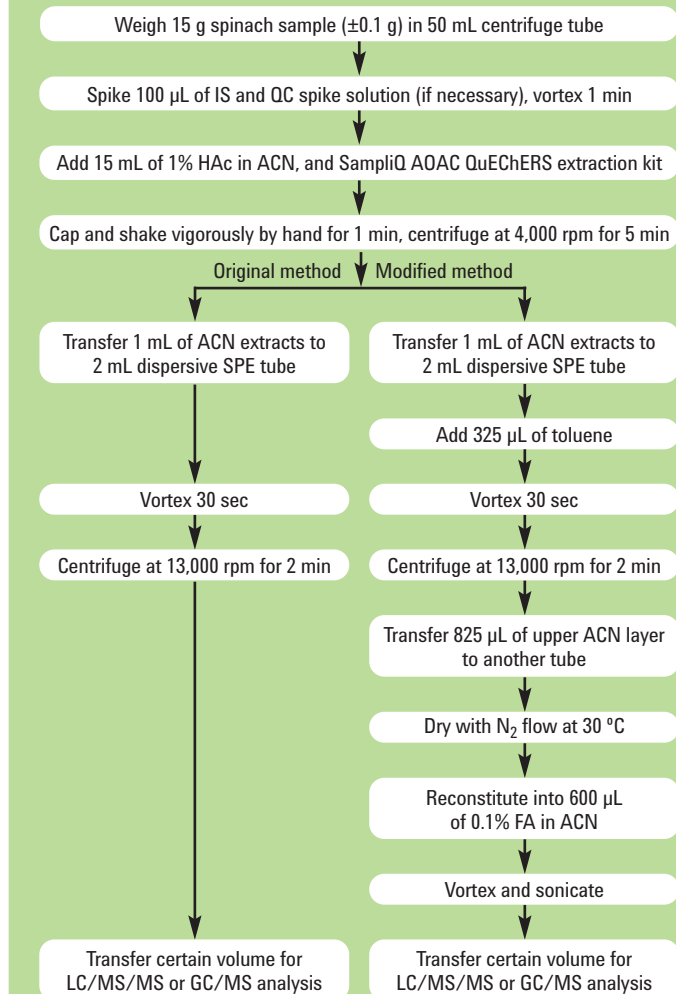 Weigh 15 g spinach sample (±0.1 g) in 50 mL centrifuge tube
Spike 100 µL of IS and QC spike solution (if necessary), vortex 1 min
Add 15 mL of 1% HAc in ACN, and SampliQ AOAC QuEChERS extraction kit
Cap and shake vigorously by hand for 1 min, centrifuge at 4,000 rpm for 5 min
Original method
Transfer 1 mL of ACN extracts to
2 mL dispersive SPE tube
Vortex 30 sec
Centrifuge at 13,000 rpm for 2 min
Transfer certain volume for
LC/MS/MS or GC/MS analysis
Modified method
Transfer 1 mL of ACN extracts to
2 mL dispersive SPE tube
Add 325 µL of toluene
Vortex 30 sec
Centrifuge at 13,000 rpm for 2 min
Transfer 825 µL of upper ACN layer
to another tube
Dry with N₂ flow at 30 ºC
Reconstitute into 600 µL
of 0.1% FA in ACN
Vortex and sonicate
Transfer certain volume for
LC/MS/MS or GC/MS analysis